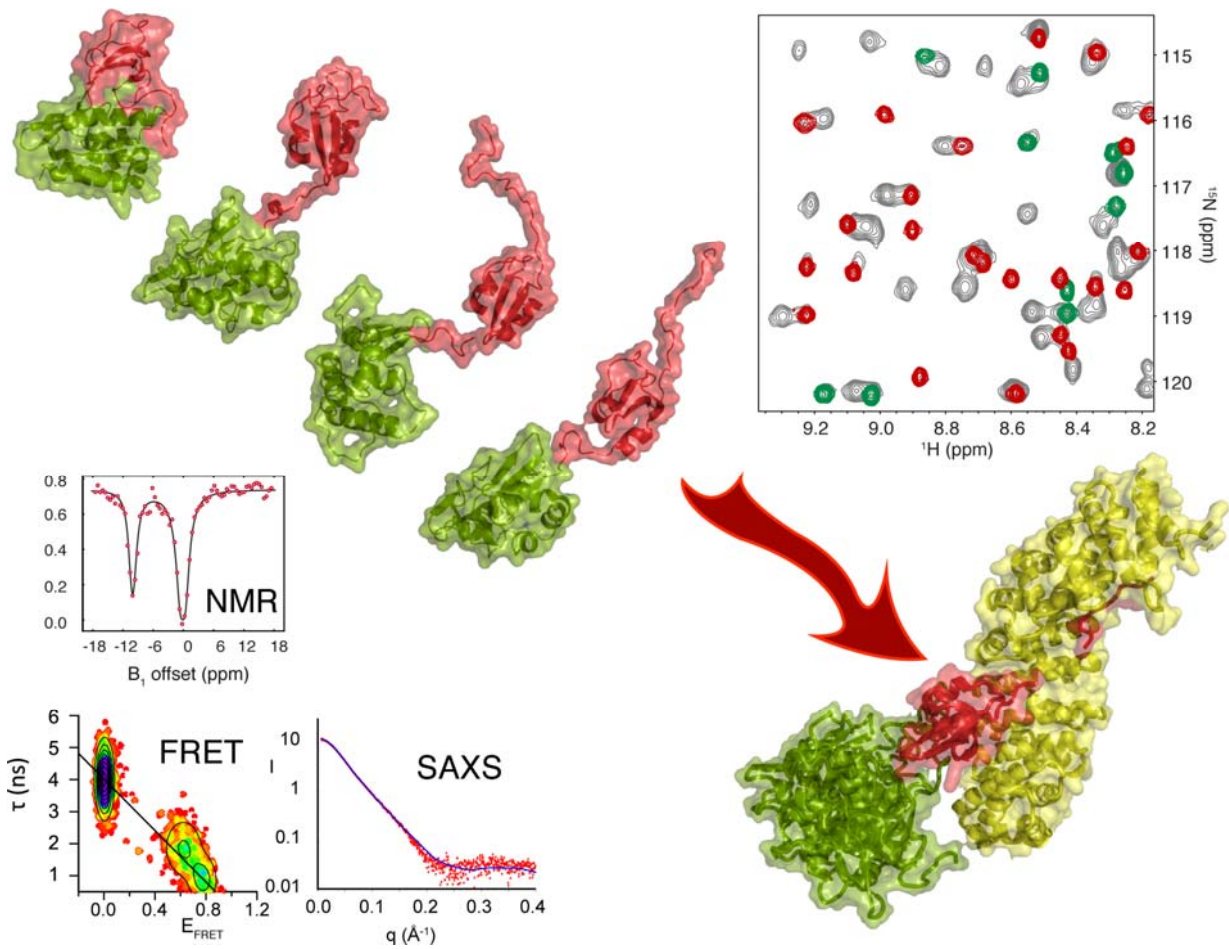 115
116
117
118
119
120
¹⁵N (ppm)
9.2 9.0 8.8 8.6 8.4 8.2
¹H (ppm)
0.8
0.6
0.4
0.2
0.0
NMR
-18 -12 -6 0 6 12 18
B₁ offset (ppm)
FRET
6
5
4
3
2
1
τ (ns)
0.0 0.4 0.8 1.2
E_FRET
SAXS
I
10
1
0.1
0.01
0.0 0.1 0.2 0.3 0.4
q (Å⁻¹)